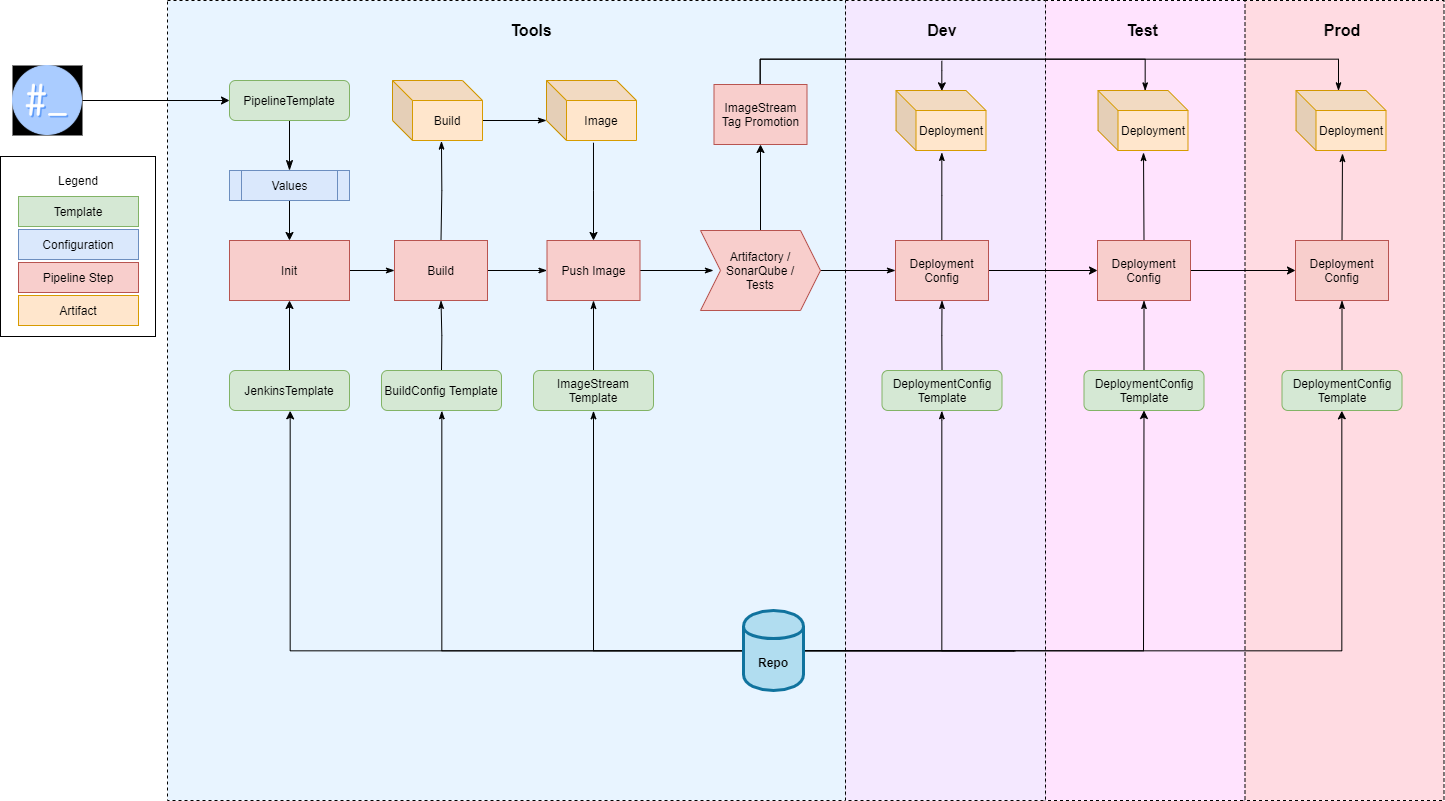 Tools
Dev
Test
Prod
#_
PipelineTemplate
Build
Image
ImageStream
Tag Promotion
Deployment
Deployment
Deployment
Legend
Template
Configuration
Pipeline Step
Artifact
Values
Init
Build
Push Image
Artifactory /
SonarQube /
Tests
Deployment
Config
Deployment
Config
Deployment
Config
JenkinsTemplate
BuildConfig Template
ImageStream
Template
DeploymentConfig
Template
DeploymentConfig
Template
DeploymentConfig
Template
Repo